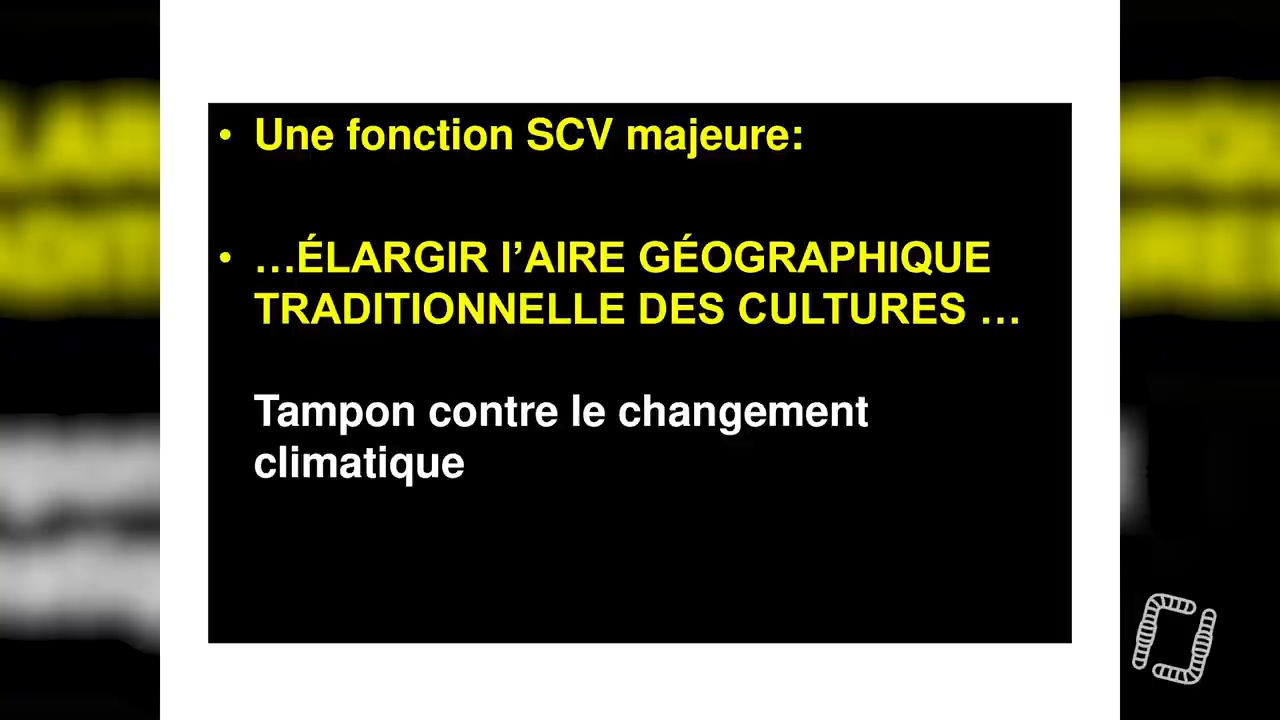 • Une fonction SCV majeure:
• …ÉLARGIR l’AIRE GÉOGRAPHIQUE
TRADITIONNELLE DES CULTURES …
Tampon contre le changement
climatique